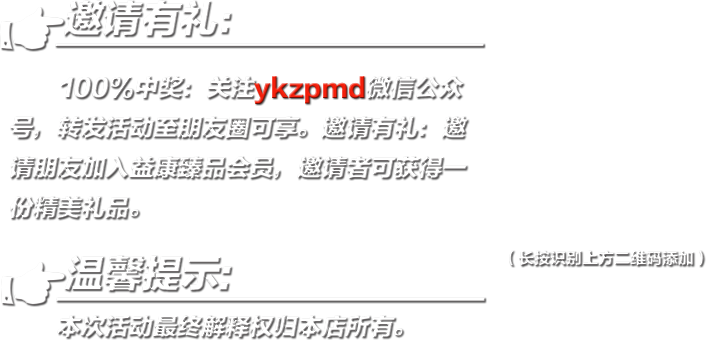 邀请有礼:
100%中奖：关注ykzpmd微信公众
号，转发活动至朋友圈可享。邀请有礼：邀
请朋友加入益康臻品会员，邀请者可获得一
份精美礼品。
（长按识别上方二维码添加）
温馨提示:
本次活动最终解释权归本店所有。